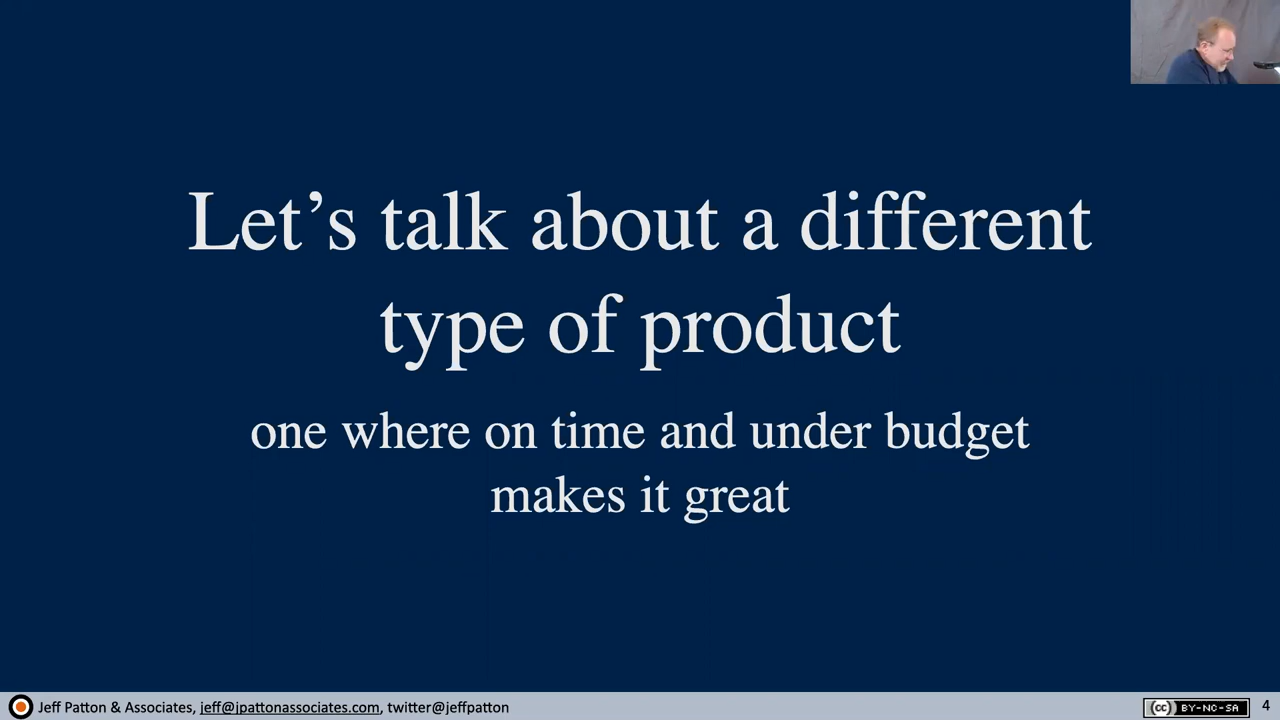 Let’s talk about a different
type of product
one where on time and under budget
makes it great
Jeff Patton & Associates, jeff@jpattonassociates.com, twitter@jeffpatton
cc BY-NC-SA
4